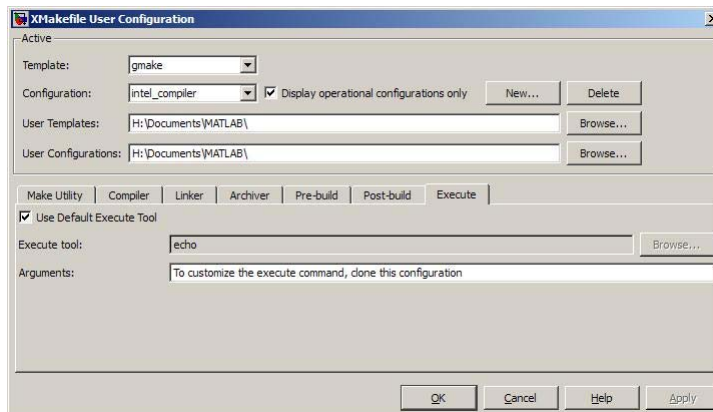 XMakefile User Configuration
Active
Template: gmake
Configuration: intel_compiler Display operational configurations only New... Delete
User Templates: H:\Documents\MATLAB\ Browse...
User Configurations: H:\Documents\MATLAB\ Browse...
Make Utility Compiler Linker Archiver Pre-build Post-build Execute
Use Default Execute Tool
Execute tool: echo Browse...
Arguments: To customize the execute command, clone this configuration
OK Cancel Help Apply